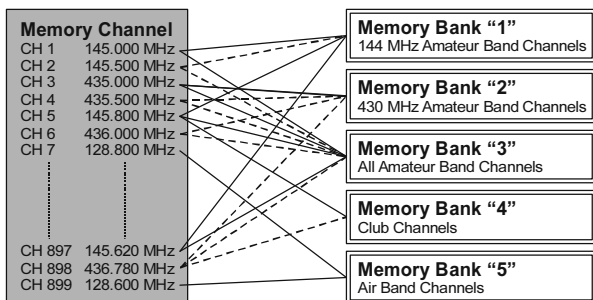 Memory Channel
CH 1 145.000 MHz
CH 2 145.500 MHz
CH 3 435.000 MHz
CH 4 435.500 MHz
CH 5 145.800 MHz
CH 6 436.000 MHz
CH 7 128.800 MHz
CH 897 145.620 MHz
CH 898 436.780 MHz
CH 899 128.600 MHz
Memory Bank “1”
144 MHz Amateur Band Channels
Memory Bank “2”
430 MHz Amateur Band Channels
Memory Bank “3”
All Amateur Band Channels
Memory Bank “4”
Club Channels
Memory Bank “5”
Air Band Channels